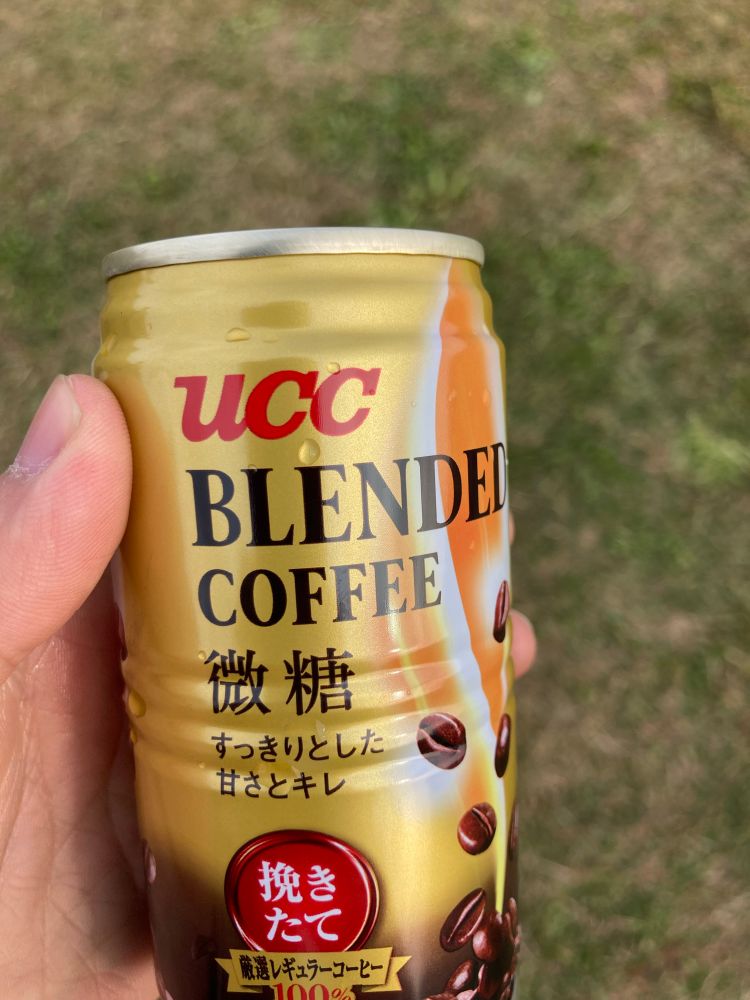 UCC
BLENDED
COFFEE
微糖
すっきりとした
甘さとキレ
挽き
たて
厳選レギュラーコーヒー
100%